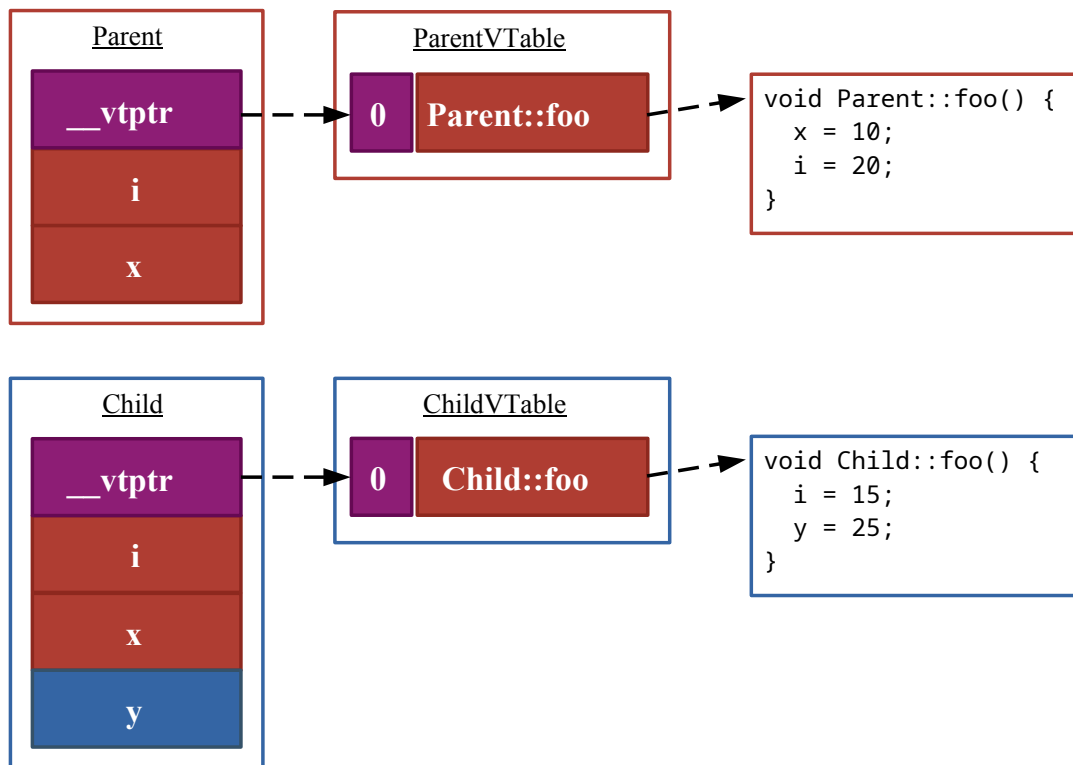 Parent
ParentVTable
__vtptr
0 Parent::foo
i
x
void Parent::foo() {
  x = 10;
  i = 20;
}
Child
ChildVTable
__vtptr
0 Child::foo
i
x
y
void Child::foo() {
  i = 15;
  y = 25;
}